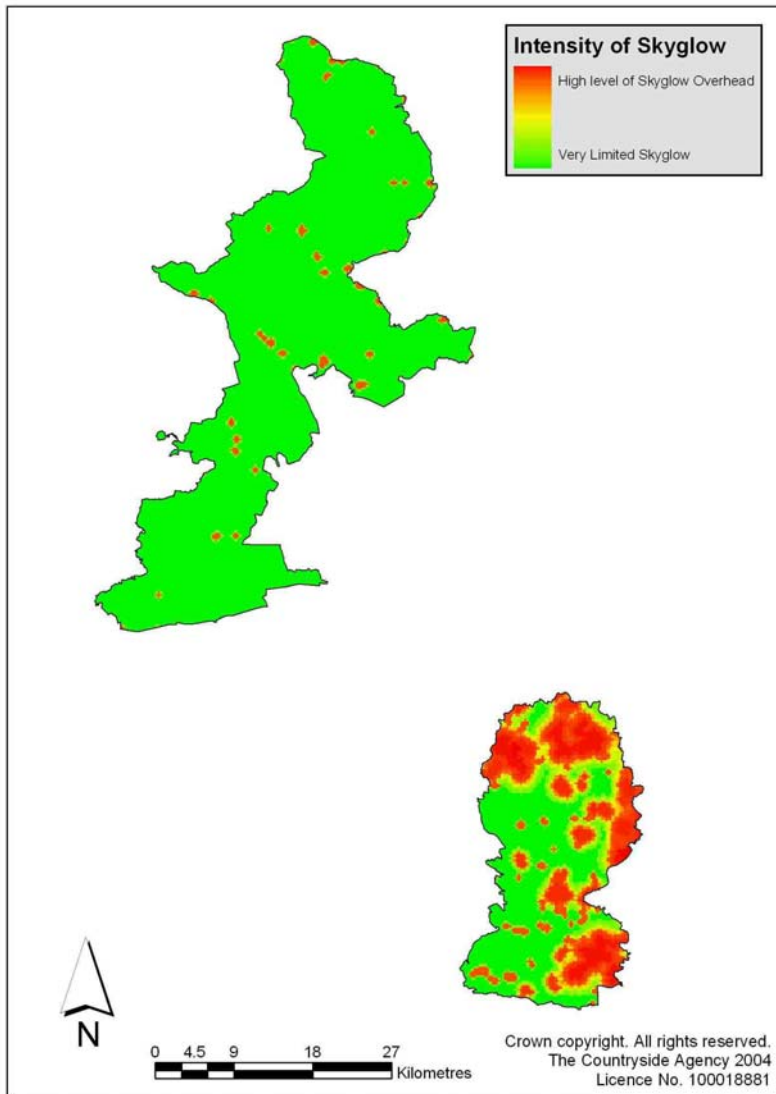 Intensity of Skyglow
High level of Skyglow Overhead
Very Limited Skyglow
N
0 4.5 9 18 27
Kilometres
Crown copyright. All rights reserved.
The Countryside Agency 2004
Licence No. 100018881